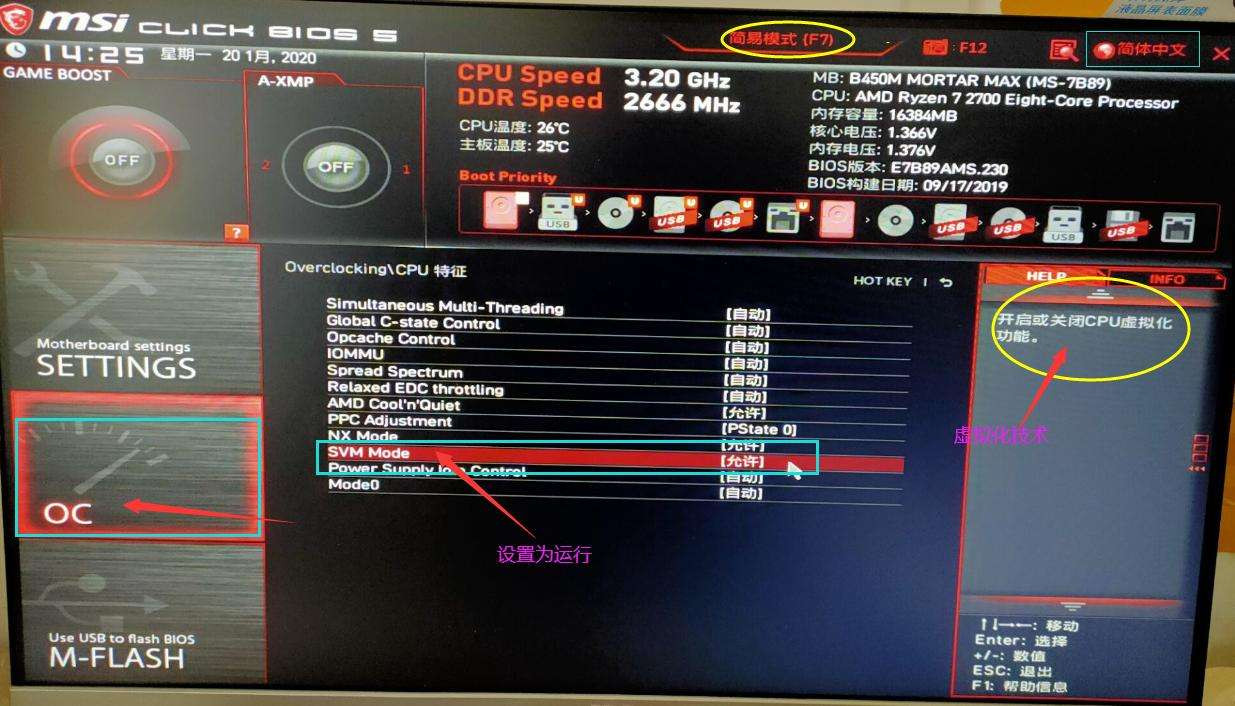 液晶屏表面膜
msi CLICK BIOS 5
14:25 星期一 20 1月, 2020
简易模式 (F7)
: F12
简体中文 X
GAME BOOST
OFF
A-XMP
2 OFF 1
?
CPU Speed 3.20 GHz
DDR Speed 2666 MHz
CPU温度: 26℃
主板温度: 25℃
MB: B450M MORTAR MAX (MS-7B89)
CPU: AMD Ryzen 7 2700 Eight-Core Processor
内存容量: 16384MB
核心电压: 1.366V
内存电压: 1.376V
BIOS版本: E7B89AMS.230
BIOS构建日期: 09/17/2019
Boot Priority
USB U U USB U USB U U USB USB USB USB
Motherboard settings
SETTINGS
OC
Use USB to flash BIOS
M-FLASH
Overclocking\CPU 特征
HOT KEY |
Simultaneous Multi-Threading [自动]
Global C-state Control [自动]
Opcache Control [自动]
IOMMU [自动]
Spread Spectrum [自动]
Relaxed EDC throttling [自动]
AMD Cool'n'Quiet [允许]
PPC Adjustment [PState 0]
NX Mode [允许]
SVM Mode [允许]
Power Supply Idle Control [自动]
Mode0 [自动]
设置为运行
HELP INFO
开启或关闭CPU虚拟化
功能。
虚拟化技术
↑↓→←: 移动
Enter: 选择
+/-: 数值
ESC: 退出
F1: 帮助信息